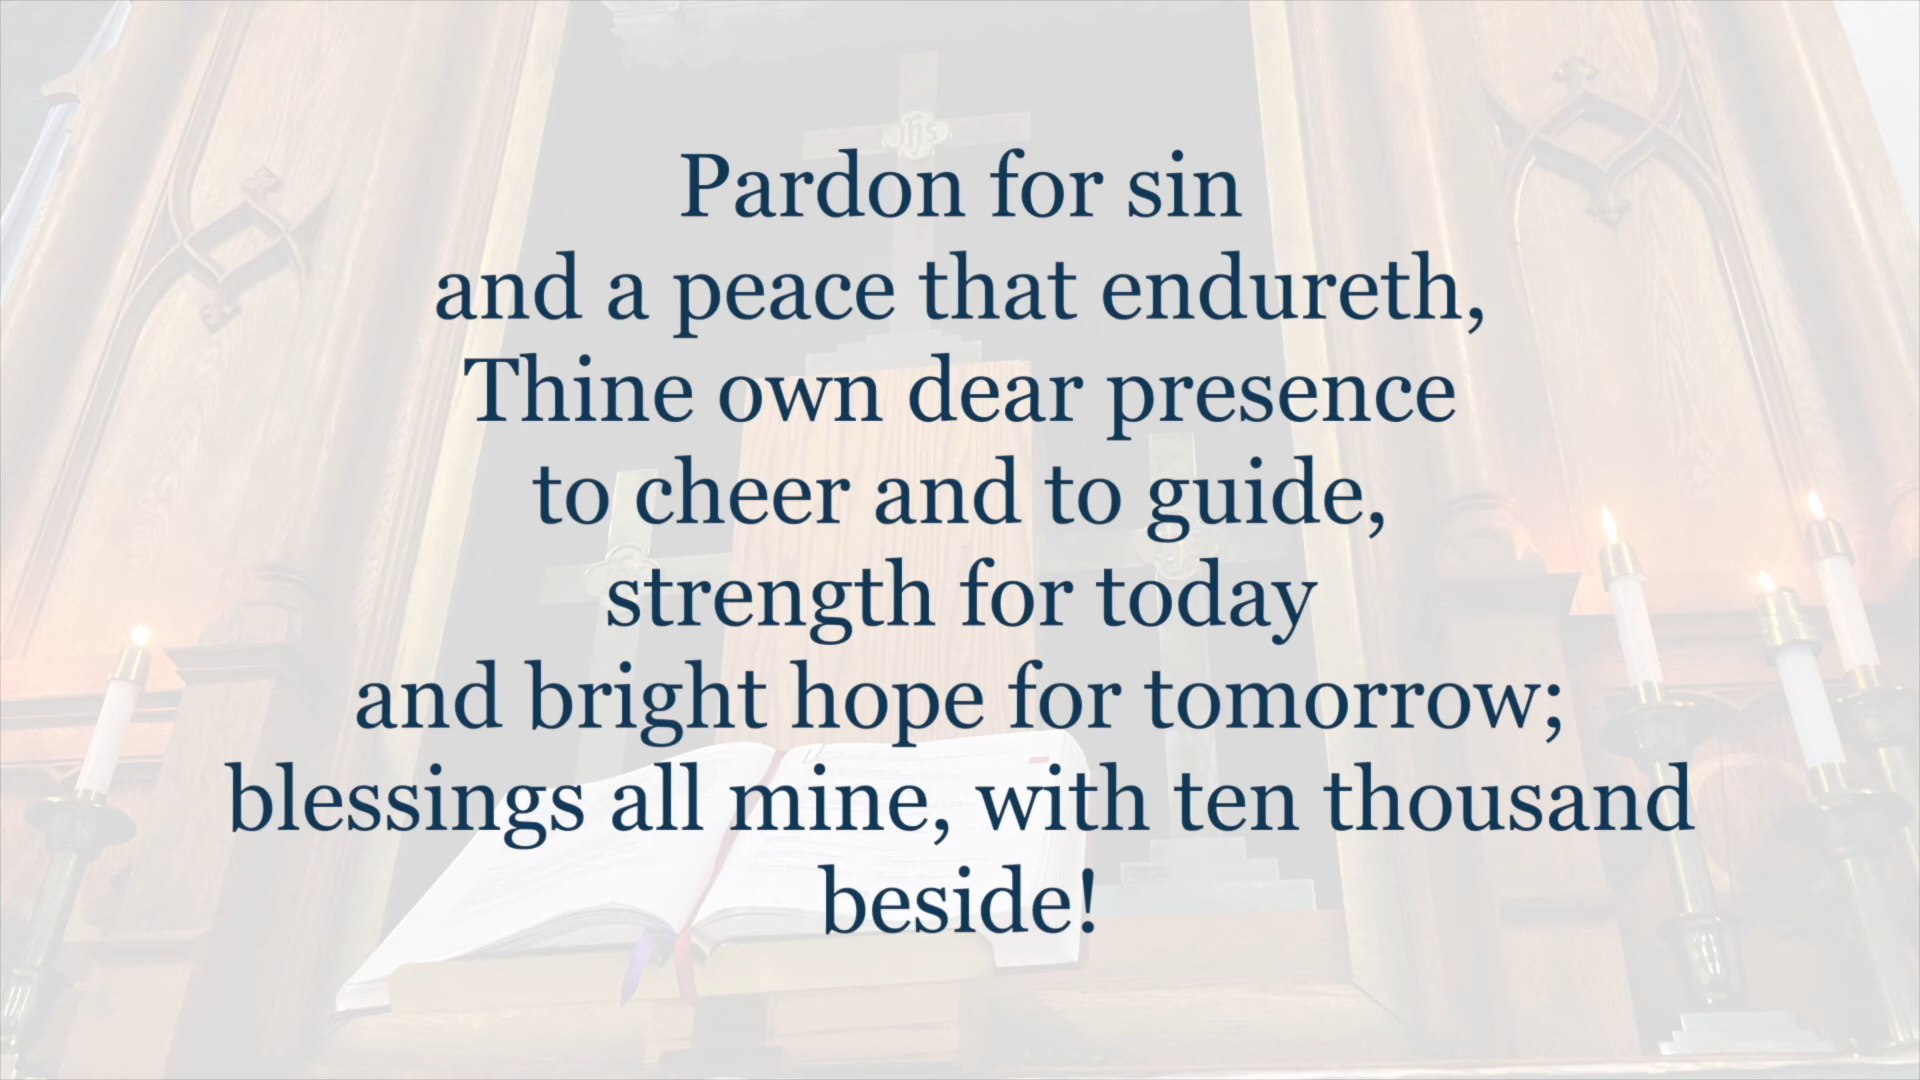 ihs
Pardon for sin
and a peace that endureth,
Thine own dear presence
to cheer and to guide,
strength for today
and bright hope for tomorrow;
blessings all mine, with ten thousand
beside!